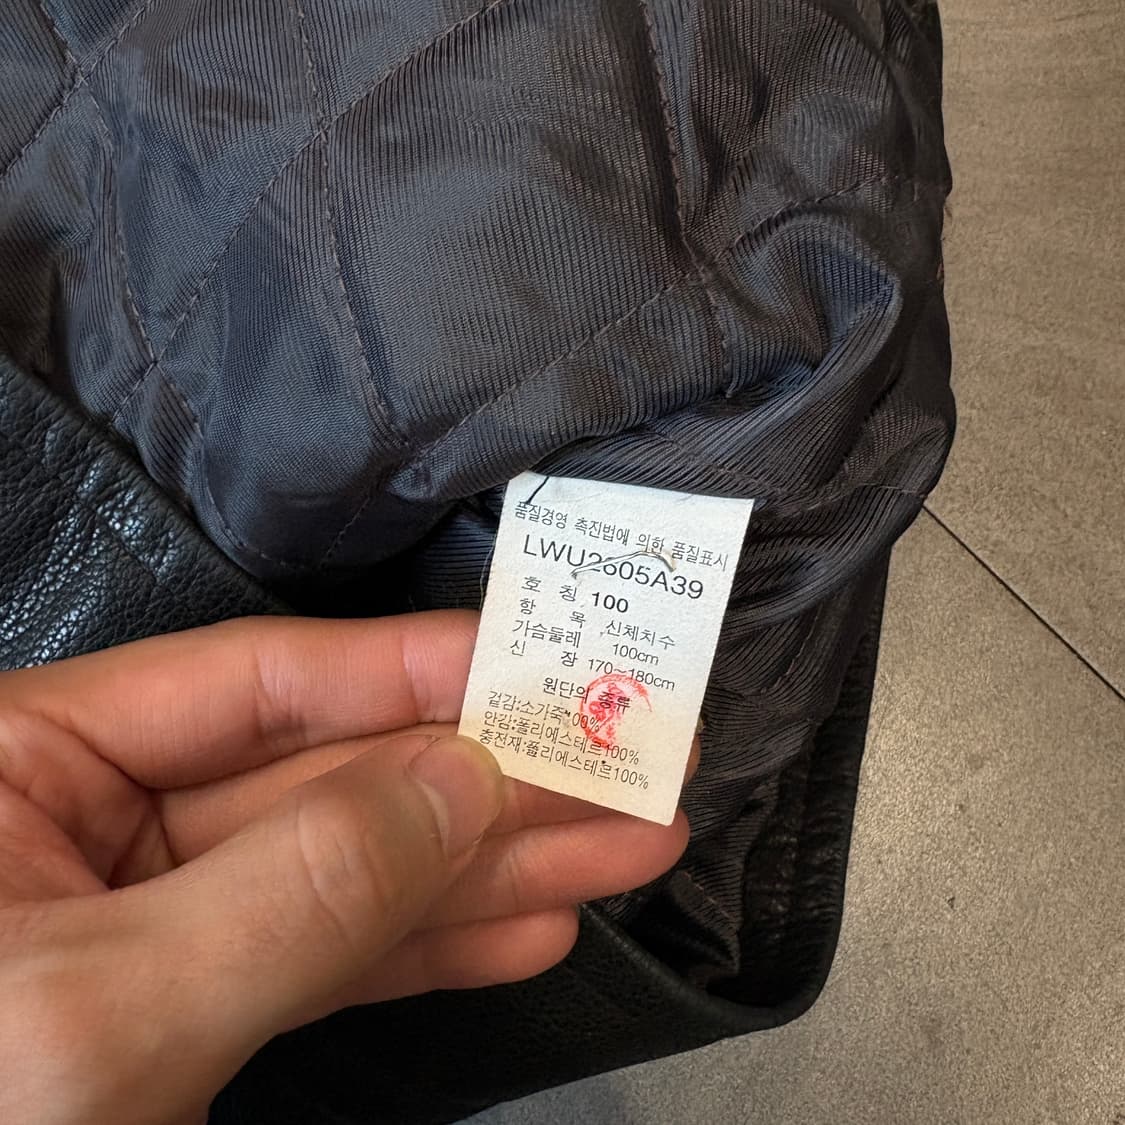 품질경영 촉진법에 의한 품질표시
LWU2605A39
호 칭 100
항 목 신체치수
가슴둘레 100cm
신 장 170~180cm
원단의 종류
겉감:소가죽 00%
안감:폴리에스테르100%
충전재:폴리에스테르100%